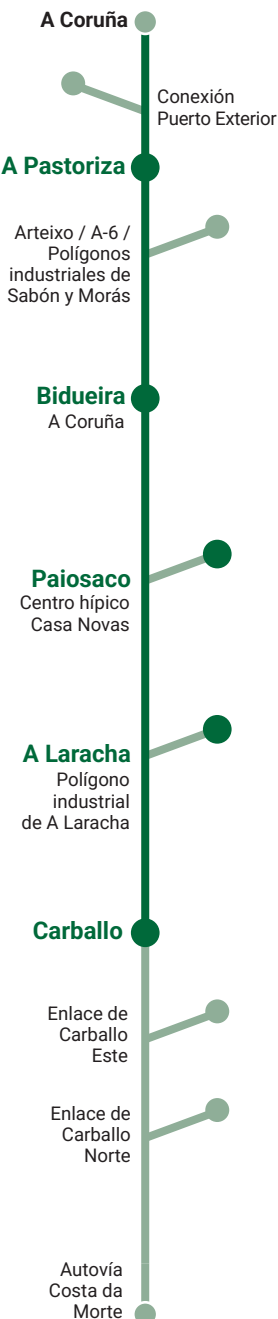 A Coruña
Conexión
Puerto Exterior
A Pastoriza
Arteixo / A-6 /
Polígonos
industriales de
Sabón y Morás
Bidueira
A Coruña
Paiosaco
Centro hípico
Casa Novas
A Laracha
Polígono
industrial
de A Laracha
Carballo
Enlace de
Carballo
Este
Enlace de
Carballo
Norte
Autovía
Costa da
Morte